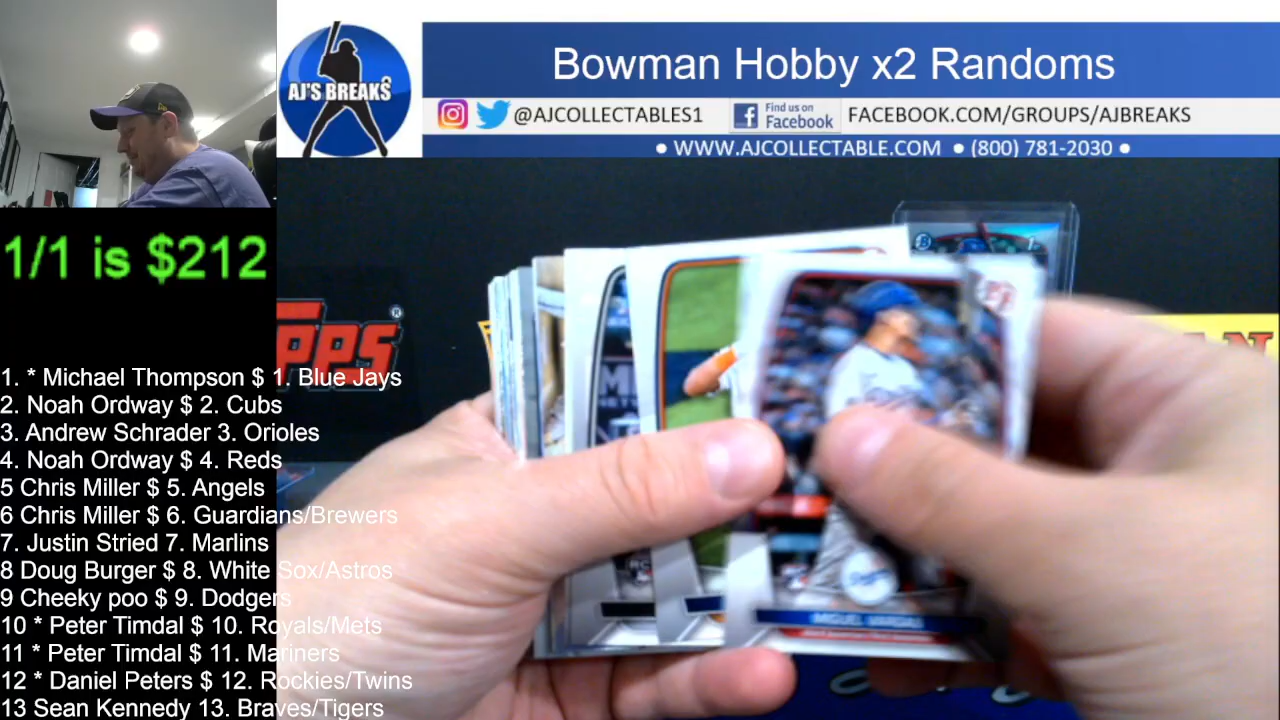 Bowman Hobby x2 Randoms
AJ'S BREAKS
@AJCOLLECTABLES1
Find us on
Facebook
FACEBOOK.COM/GROUPS/AJBREAKS
• WWW.AJCOLLECTABLE.COM • (800) 781-2030 •
1/1 is $212
1. * Michael Thompson $ 1. Blue Jays
2. Noah Ordway $ 2. Cubs
3. Andrew Schrader 3. Orioles
4. Noah Ordway $ 4. Reds
5 Chris Miller $ 5. Angels
6 Chris Miller $ 6. Guardians/Brewers
7. Justin Stried 7. Marlins
8 Doug Burger $ 8. White Sox/Astros
9 Cheeky poo $ 9. Dodgers
10 * Peter Timdal $ 10. Royals/Mets
11 * Peter Timdal $ 11. Mariners
12 * Daniel Peters $ 12. Rockies/Twins
13 Sean Kennedy 13. Braves/Tigers
MIGUEL VARGAS